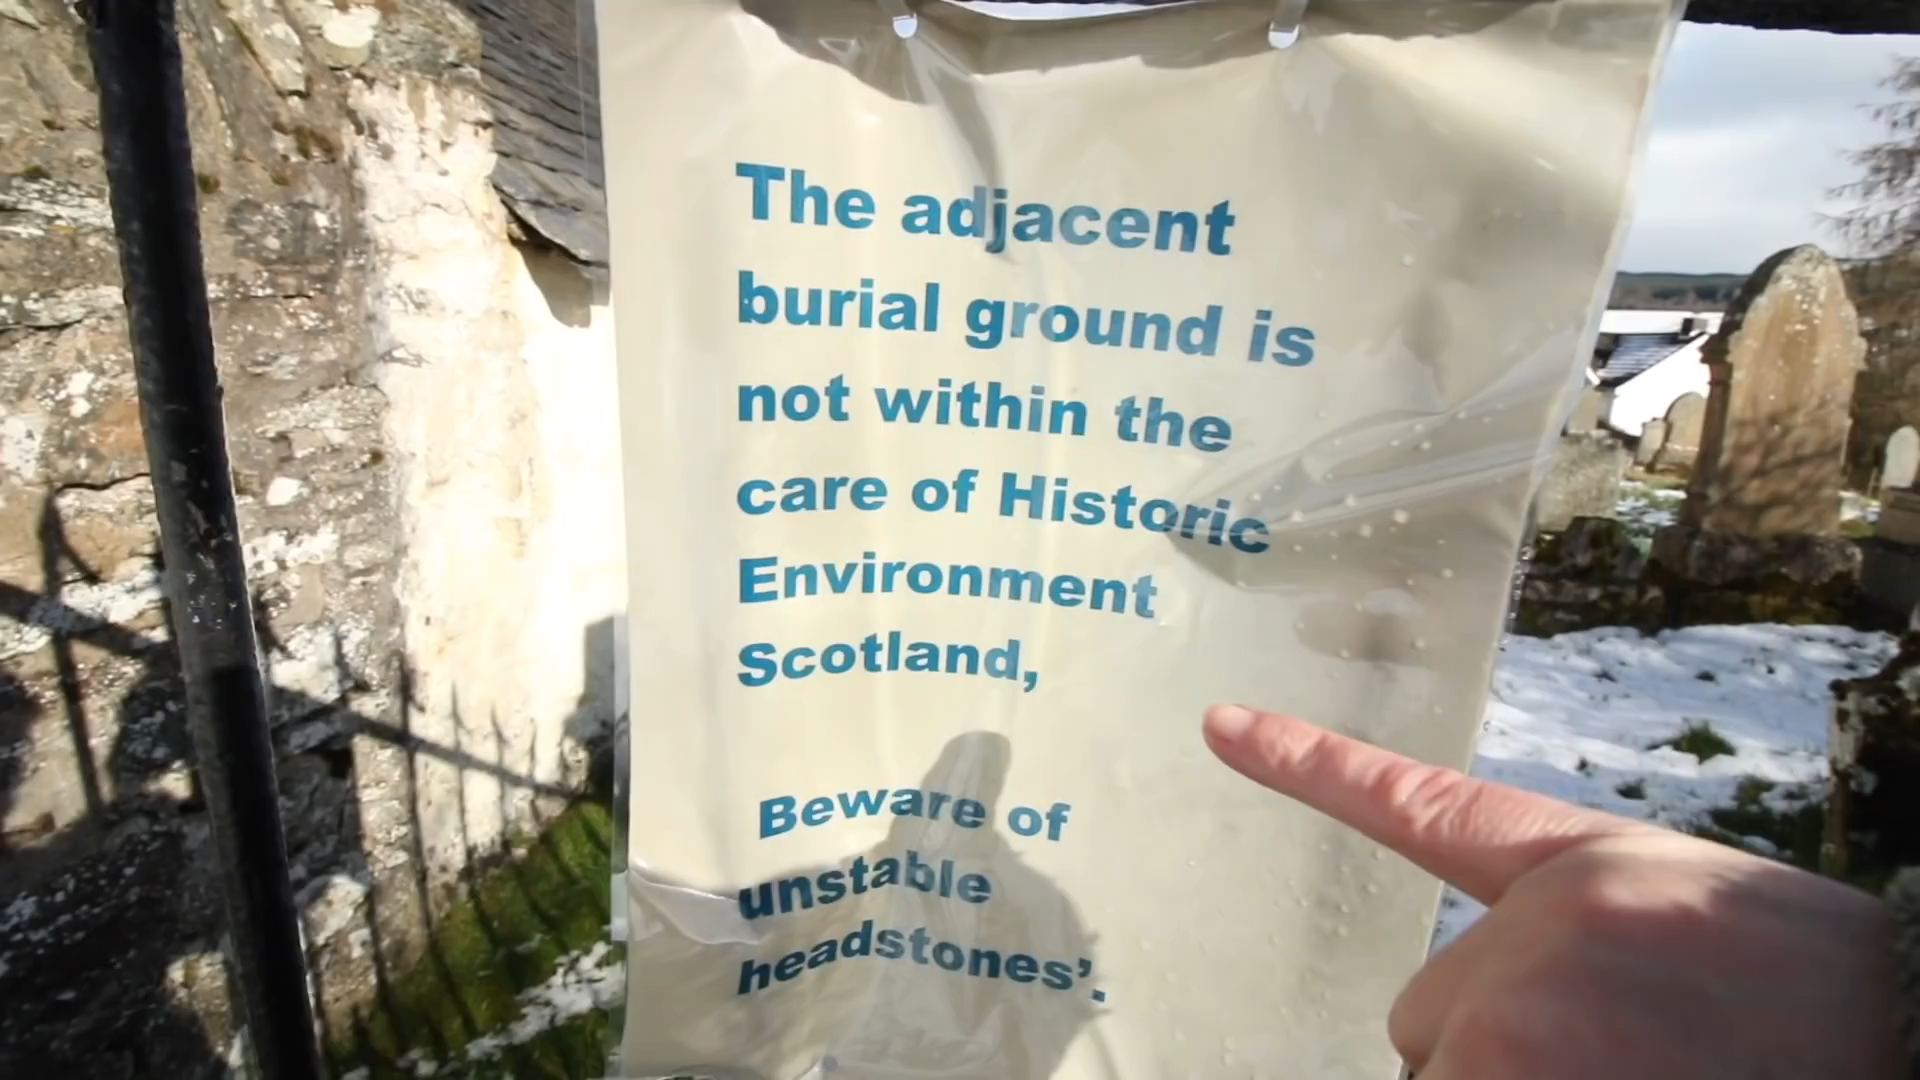 The adjacent
burial ground is
not within the
care of Historic
Environment
Scotland,
Beware of
unstable
headstones’.